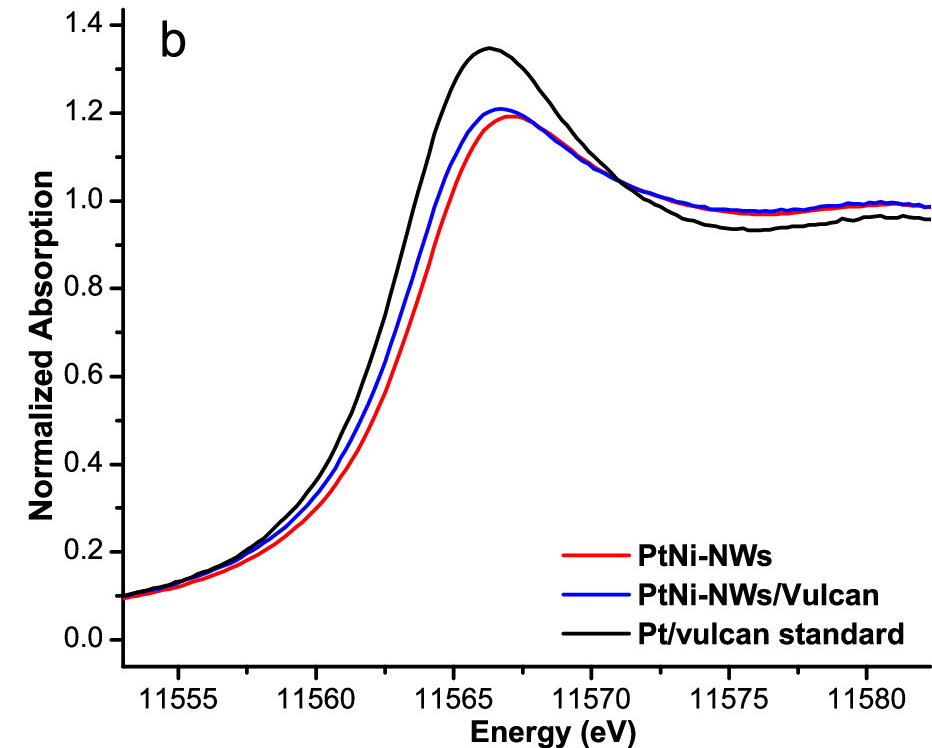 b
1.4
1.2
1.0
0.8
0.6
0.4
0.2
0.0
Normalized Absorption
PtNi-NWs
PtNi-NWs/Vulcan
Pt/vulcan standard
11555 11560 11565 11570 11575 11580
Energy (eV)